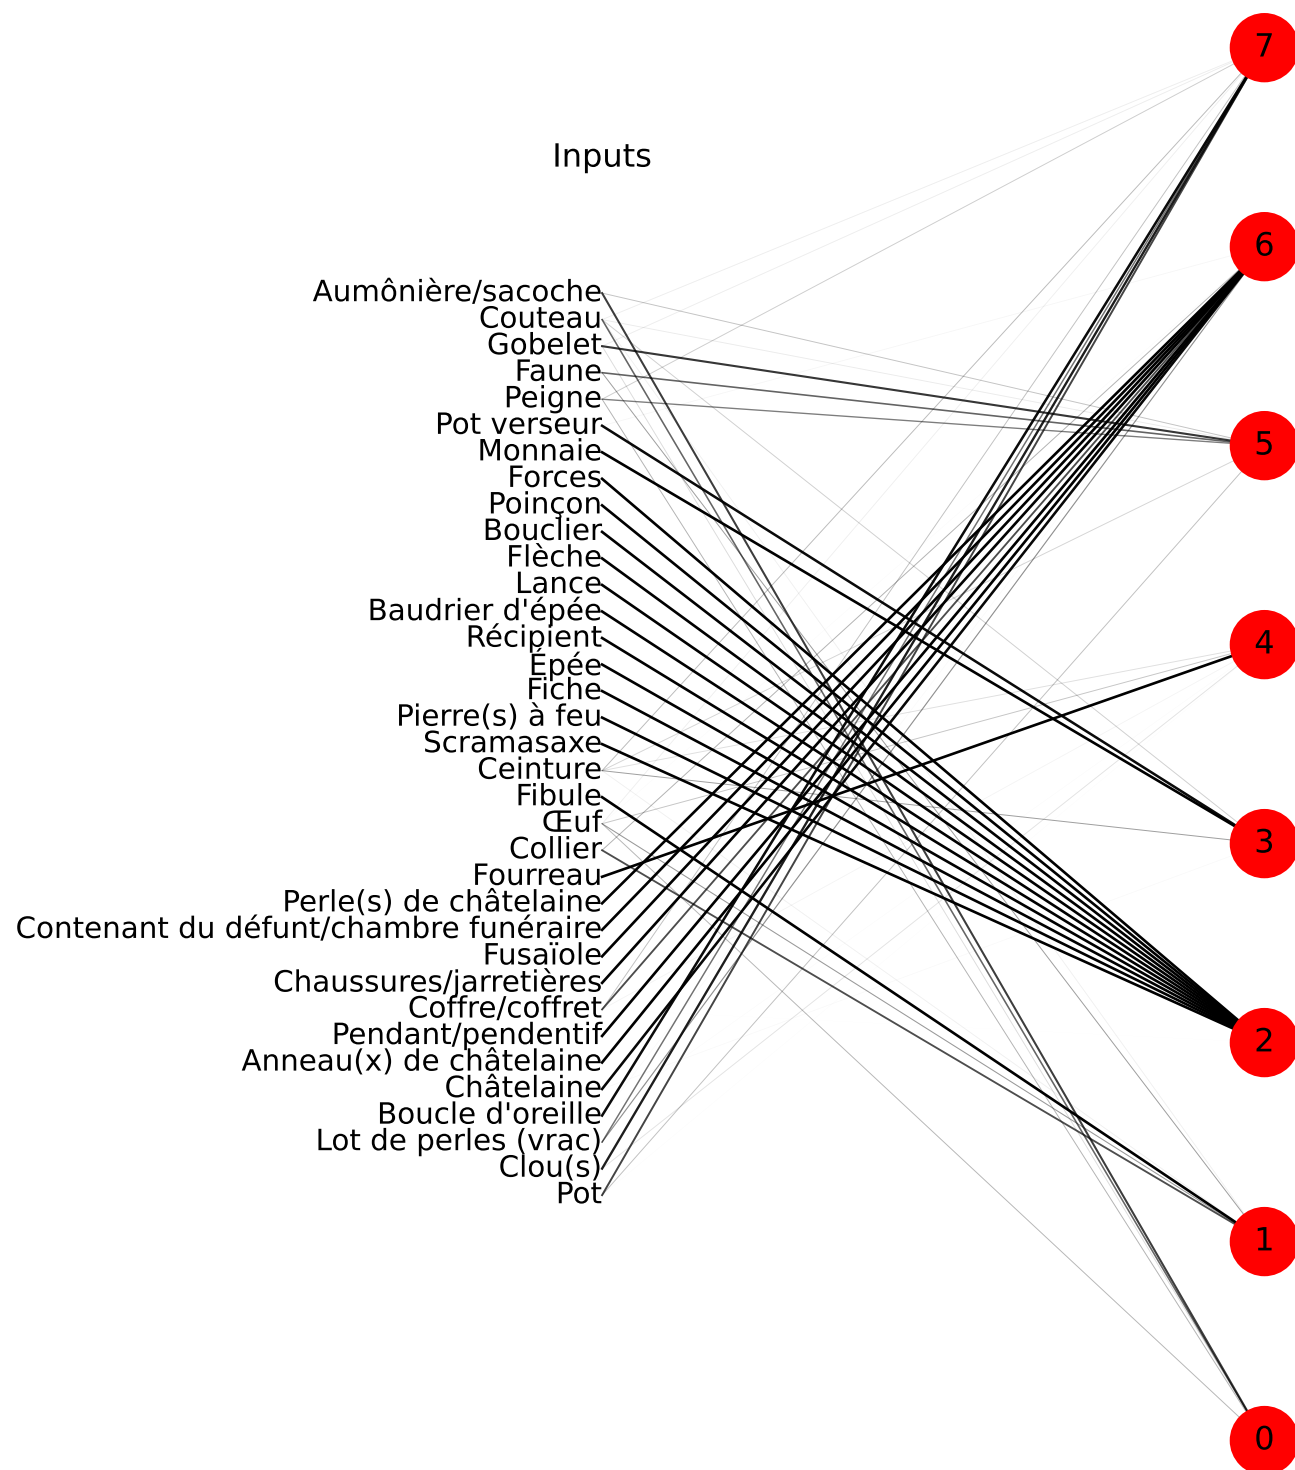 7
Inputs
6
Aumônière/sacoche
Couteau
Gobelet
Faune
Peigne
Pot verseur
5
Monnaie
Forces
Poinçon
Bouclier
Flèche
Lance
Baudrier d'épée
Récipient
4
Épée
Fiche
Pierre(s) à feu
Scramasaxe
Ceinture
Fibule
Œuf
3
Collier
Fourreau
Perle(s) de châtelaine
Contenant du défunt/chambre funéraire
Fusaïole
Chaussures/jarretières
Coffre/coffret
Pendant/pendentif
2
Anneau(x) de châtelaine
Châtelaine
Boucle d'oreille
Lot de perles (vrac)
Clou(s)
Pot
1
0